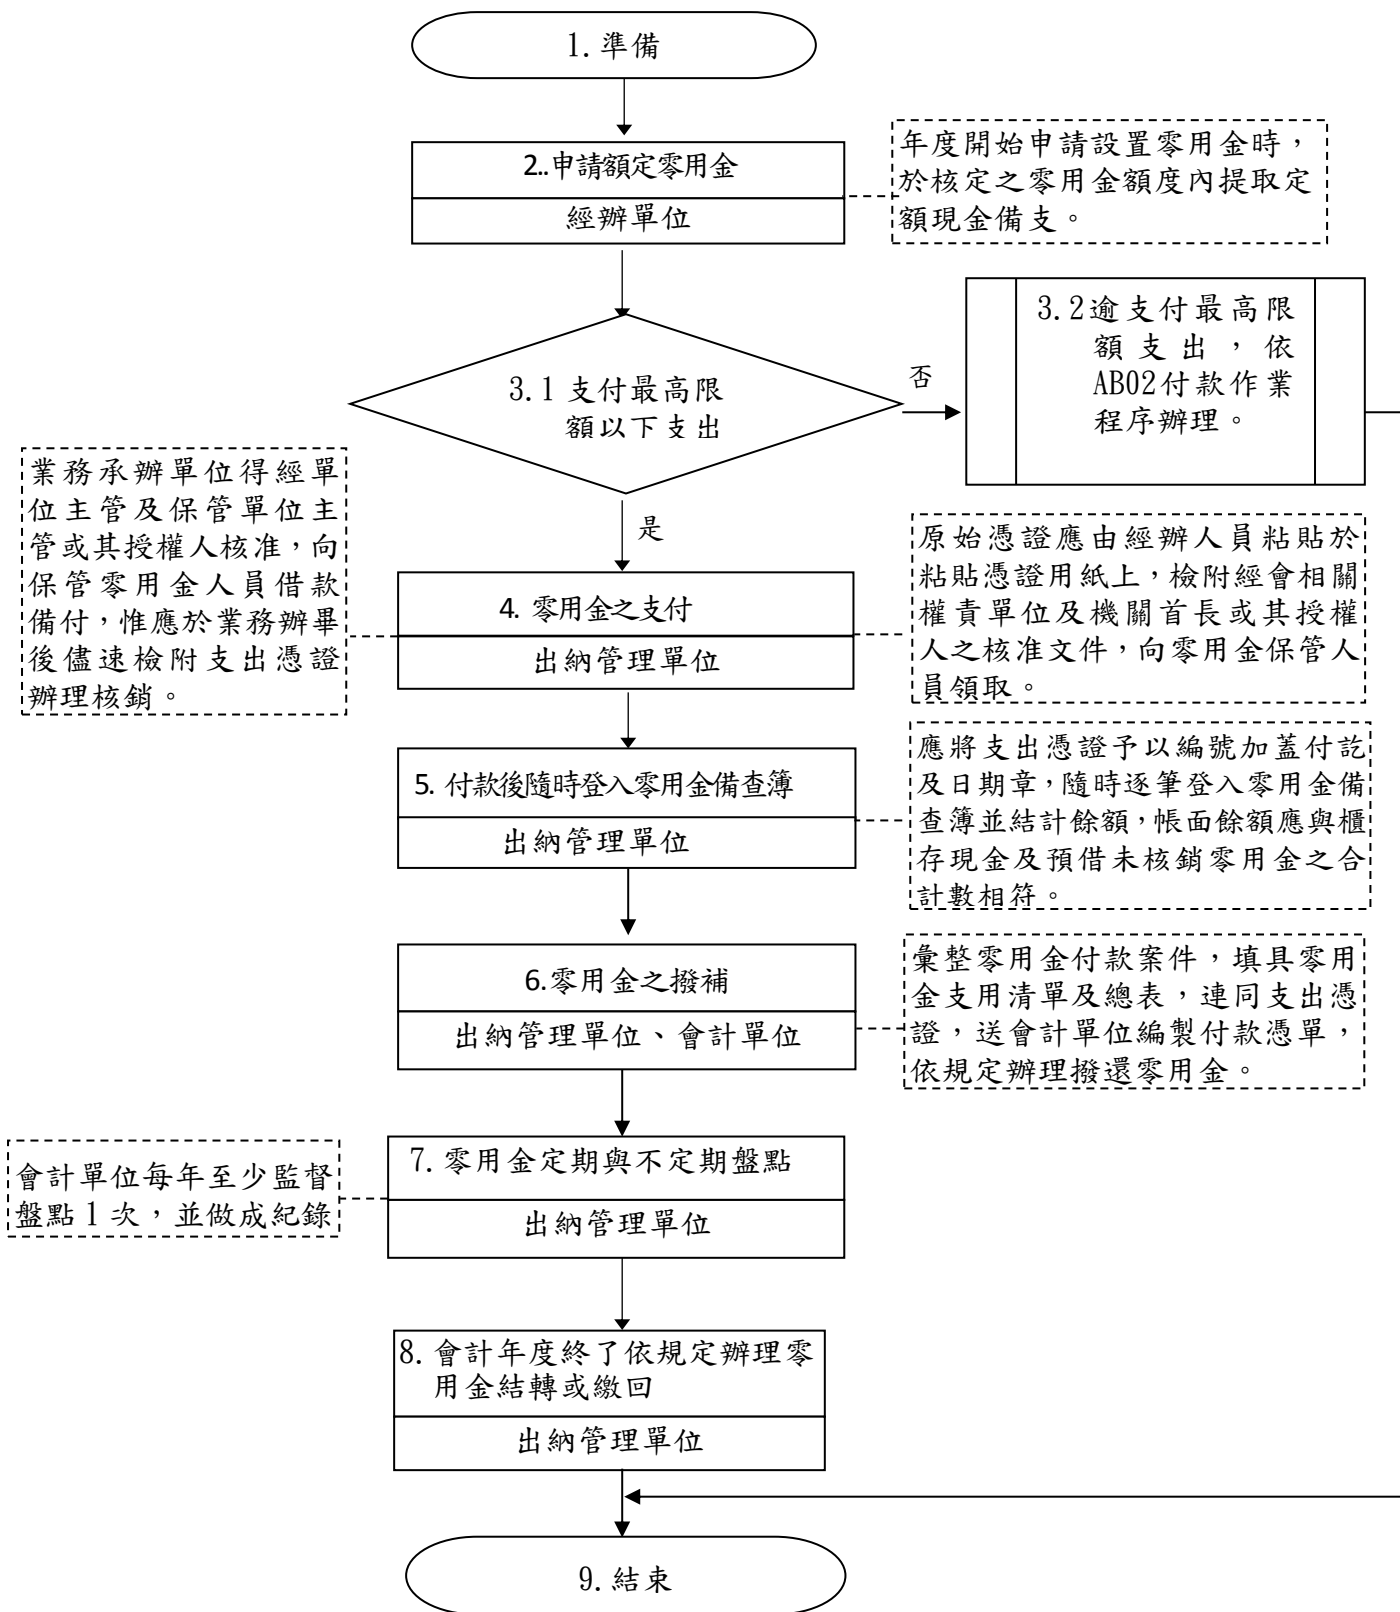 1.準備
2..申請額定零用金
經辦單位
年度開始申請設置零用金時，
於核定之零用金額度內提取定
額現金備支。
3.1支付最高限
額以下支出
否
3.2逾支付最高限
額支出，依
AB02付款作業
程序辦理。
是
業務承辦單位得經單
位主管及保管單位主
管或其授權人核准，向
保管零用金人員借款
備付，惟應於業務辦畢
後儘速檢附支出憑證
辦理核銷。
4. 零用金之支付
出納管理單位
原始憑證應由經辦人員粘貼於
粘貼憑證用紙上，檢附經會相關
權責單位及機關首長或其授權
人之核准文件，向零用金保管人
員領取。
5. 付款後隨時登入零用金備查簿
出納管理單位
應將支出憑證予以編號加蓋付訖
及日期章，隨時逐筆登入零用金備
查簿並結計餘額，帳面餘額應與櫃
存現金及預借未核銷零用金之合
計數相符。
6.零用金之撥補
出納管理單位、會計單位
彙整零用金付款案件，填具零用
金支用清單及總表，連同支出憑
證，送會計單位編製付款憑單，
依規定辦理撥還零用金。
7.零用金定期與不定期盤點
出納管理單位
會計單位每年至少監督
盤點1次，並做成紀錄
8.會計年度終了依規定辦理零
用金結轉或繳回
出納管理單位
9.結束